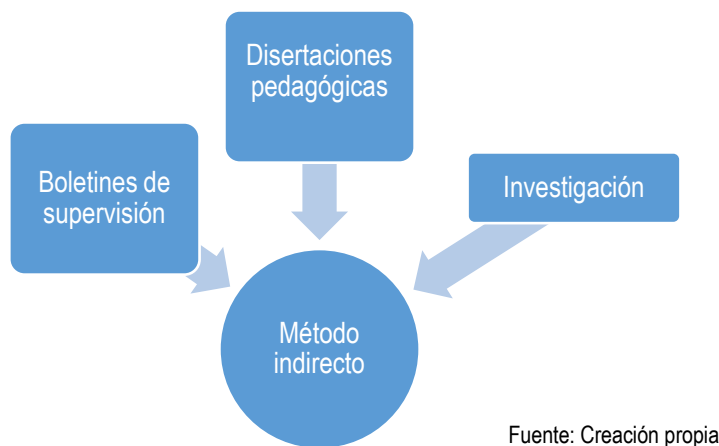 Disertaciones
pedagógicas
Boletines de
supervisión
Investigación
Método
indirecto
Fuente: Creación propia